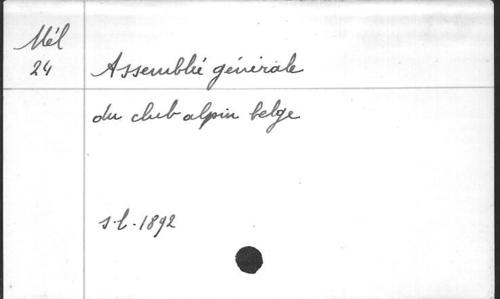 Mél
24
Assemblée générale
du club alpin belge
s.l. 1892